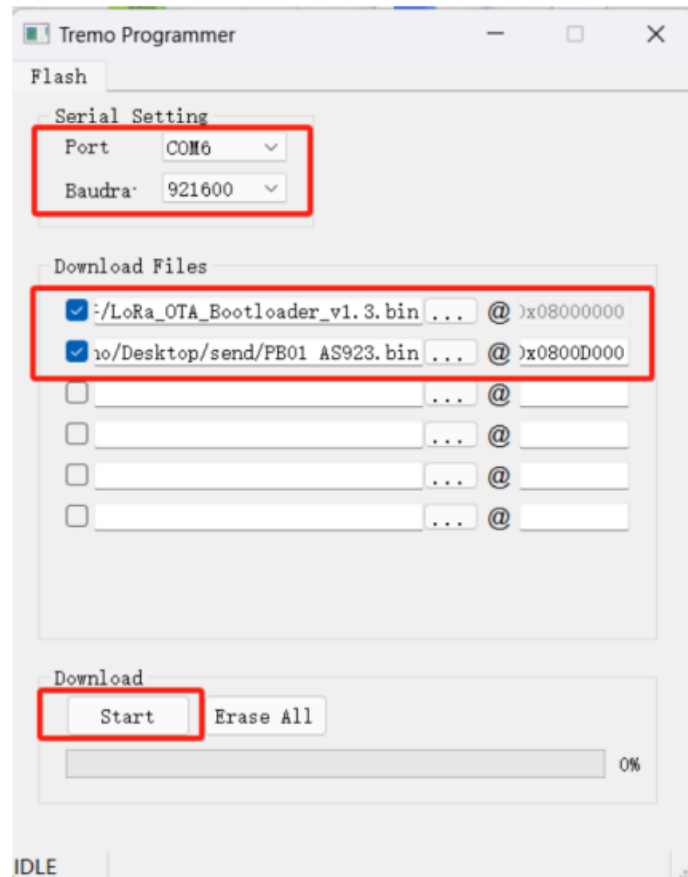 Tremo Programmer
Flash
Serial Setting
Port COM6
Baudra 921600
Download Files
/LoRa_OTA_Bootloader_v1.3.bin ... @ x08000000
no/Desktop/send/PB01 AS923.bin ... @ 0x0800D000
... @
... @
... @
... @
Download
Start Erase All
0%
IDLE